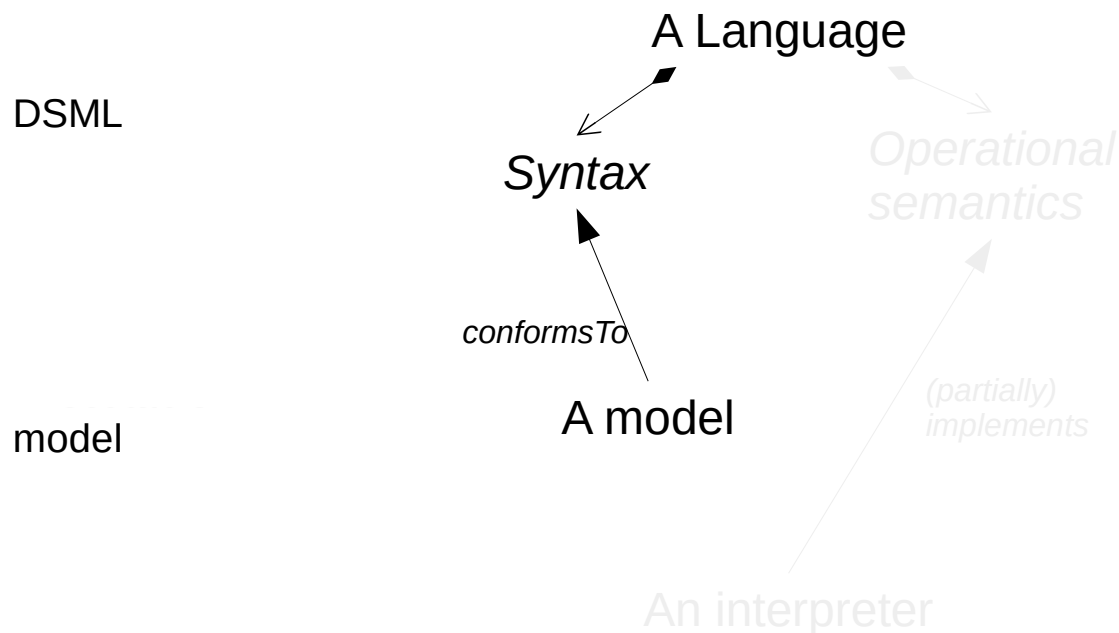 A Language
DSML
Operational
Syntax
semantics
conformsTo
(partially)
A model
implements
model
An interpreter